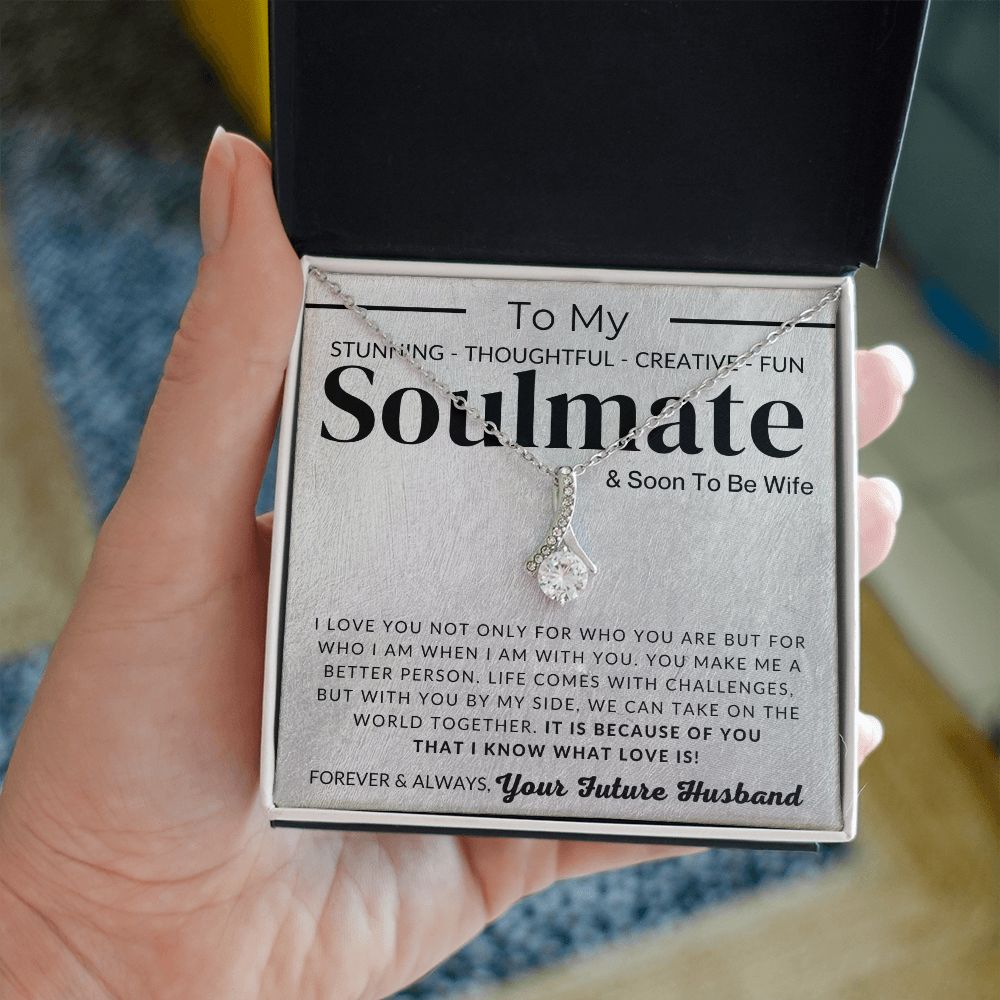 To My
STUNNING - THOUGHTFUL - CREATIVE - FUN
Soulmate
& Soon To Be Wife
I LOVE YOU NOT ONLY FOR WHO YOU ARE BUT FOR
WHO I AM WHEN I AM WITH YOU. YOU MAKE ME A
BETTER PERSON. LIFE COMES WITH CHALLENGES,
BUT WITH YOU BY MY SIDE, WE CAN TAKE ON THE
WORLD TOGETHER. IT IS BECAUSE OF YOU
THAT I KNOW WHAT LOVE IS!
FOREVER & ALWAYS, Your Future Husband